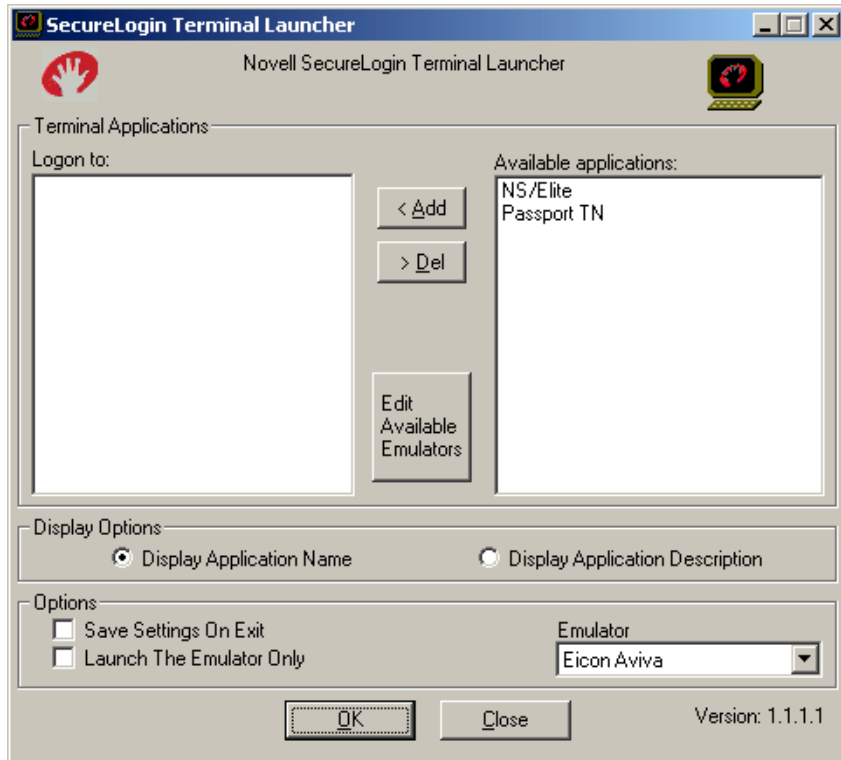 SecureLogin Terminal Launcher
Novell SecureLogin Terminal Launcher
Terminal Applications
Logon to:
Available applications:
NS/Elite
Passport TN
< Add
> Del
Edit
Available
Emulators
Display Options
Display Application Name
Display Application Description
Options
Save Settings On Exit
Launch The Emulator Only
Emulator
Eicon Aviva
OK
Close
Version: 1.1.1.1